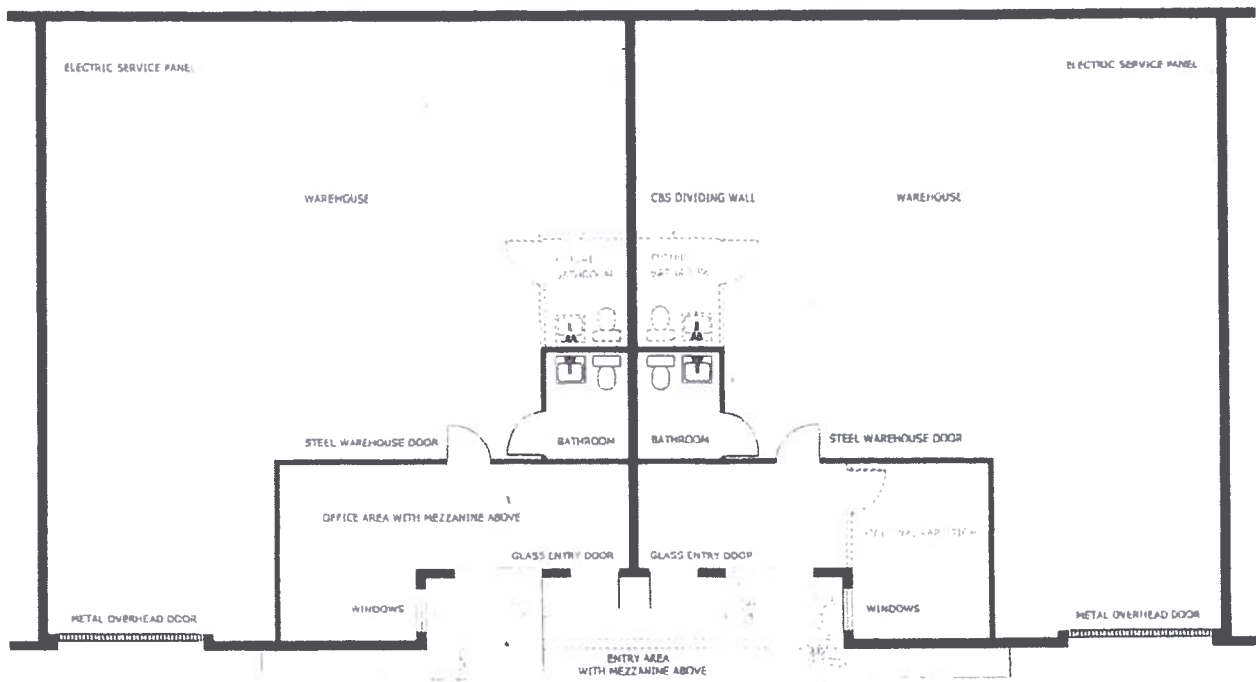 ELECTRIC SERVICE PANEL
ELECTRIC SERVICE PANEL
WAREHOUSE
CBS DIVIDING WALL
WAREHOUSE
BATHROOM
STEEL WAREHOUSE DOOR
BATHROOM
BATHROOM
STEEL WAREHOUSE DOOR
OFFICE AREA WITH MEZZANINE ABOVE
GLASS ENTRY DOOR
GLASS ENTRY DOOR
METAL OVERHEAD DOOR
WINDOWS
WINDOWS
METAL OVERHEAD DOOR
ENTRY AREA
WITH MEZZANINE ABOVE